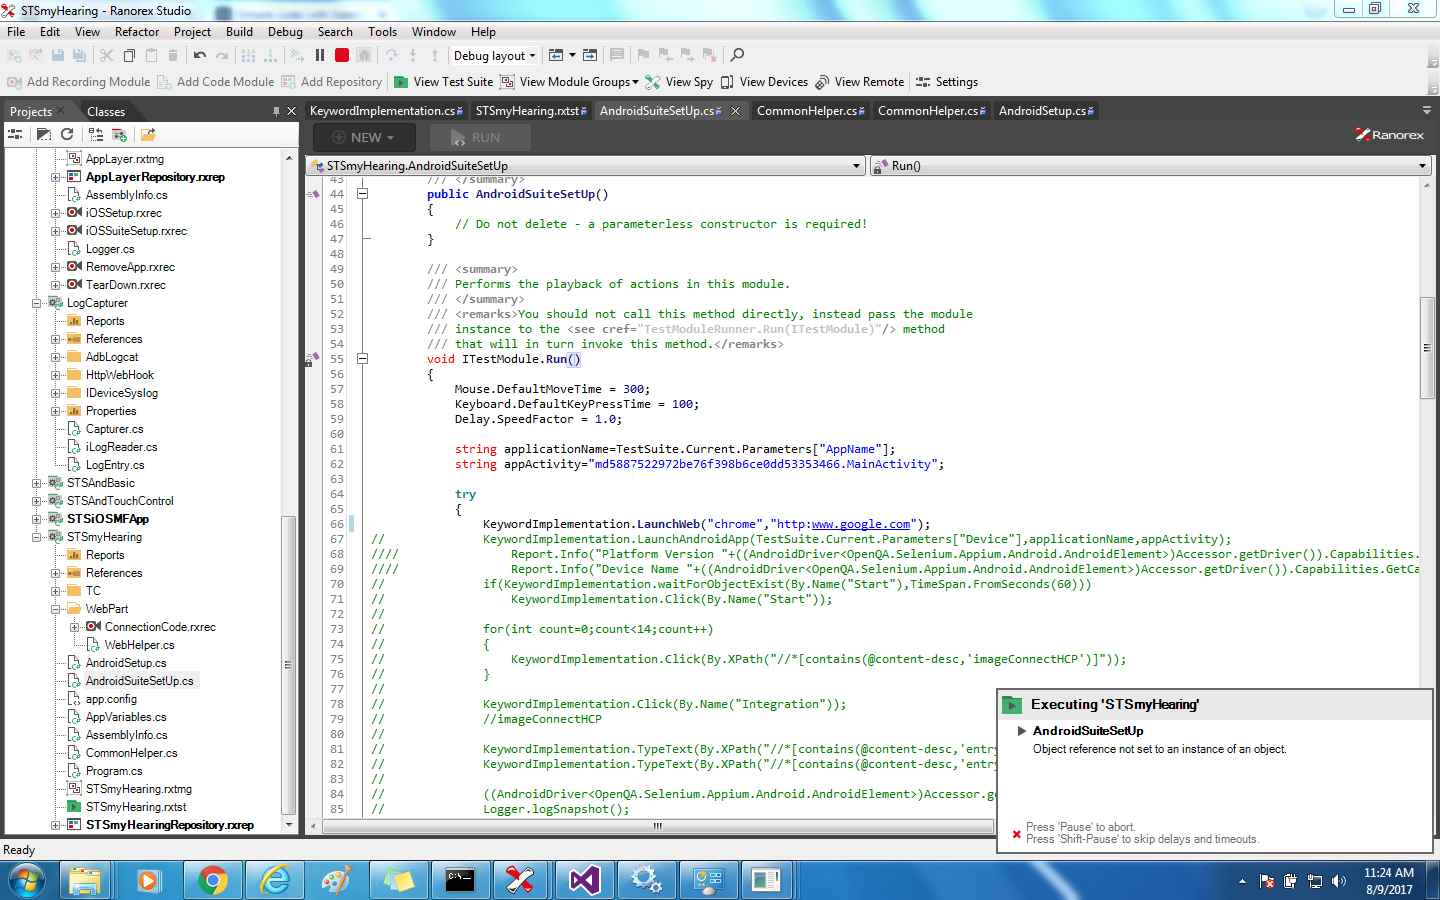 STSmyHearing - Ranorex Studio
File Edit View Refactor Project Build Debug Search Tools Window Help
Debug layout
Add Recording Module Add Code Module Add Repository View Test Suite View Module Groups View Spy View Devices View Remote Settings
Projects Classes
KeywordImplementation.cs STSmyHearing.rxtst AndroidSuiteSetUp.cs CommonHelper.cs CommonHelper.cs AndroidSetup.cs
NEW RUN Ranorex
STSmyHearing.AndroidSuiteSetUp Run()
AppLayer.rxtmg
AppLayerRepository.rxrep
AssemblyInfo.cs
iOSSetup.rxrec
iOSSuiteSetup.rxrec
Logger.cs
RemoveApp.rxrec
TearDown.rxrec
LogCapturer
Reports
References
AdbLogcat
HttpWebHook
IDeviceSyslog
Properties
Capturer.cs
iLogReader.cs
LogEntry.cs
STSAndBasic
STSAndTouchControl
STSiOSMFApp
STSmyHearing
Reports
References
TC
WebPart
ConnectionCode.rxrec
WebHelper.cs
AndroidSetup.cs
AndroidSuiteSetUp.cs
app.config
AppVariables.cs
AssemblyInfo.cs
CommonHelper.cs
Program.cs
STSmyHearing.rxtmg
STSmyHearing.rxtst
STSmyHearingRepository.rxrep
43 /// </summary>
44 public AndroidSuiteSetUp()
45 {
46 // Do not delete - a parameterless constructor is required!
47 }
48
49 /// <summary>
50 /// Performs the playback of actions in this module.
51 /// </summary>
52 /// <remarks>You should not call this method directly, instead pass the module
53 /// instance to the <see cref="TestModuleRunner.Run(ITestModule)"/> method
54 /// that will in turn invoke this method.</remarks>
55 void ITestModule.Run()
56 {
57 Mouse.DefaultMoveTime = 300;
58 Keyboard.DefaultKeyPressTime = 100;
59 Delay.SpeedFactor = 1.0;
60
61 string applicationName=TestSuite.Current.Parameters["AppName"];
62 string appActivity="md5887522972be76f398b6ce0dd53353466.MainActivity";
63
64 try
65 {
66 KeywordImplementation.LaunchWeb("chrome","http:www.google.com");
67 // KeywordImplementation.LaunchAndroidApp(TestSuite.Current.Parameters["Device"],applicationName,appActivity);
68 //// Report.Info("Platform Version "+((AndroidDriver<OpenQA.Selenium.Appium.Android.AndroidElement>)Accessor.getDriver()).Capabilities.
69 //// Report.Info("Device Name "+((AndroidDriver<OpenQA.Selenium.Appium.Android.AndroidElement>)Accessor.getDriver()).Capabilities.GetCa
70 // if(KeywordImplementation.waitForObjectExist(By.Name("Start"),TimeSpan.FromSeconds(60)))
71 // KeywordImplementation.Click(By.Name("Start"));
72 //
73 // for(int count=0;count<14;count++)
74 // {
75 // KeywordImplementation.Click(By.XPath("//*[contains(@content-desc,'imageConnectHCP')]"));
76 // }
77 //
78 // KeywordImplementation.Click(By.Name("Integration"));
79 // //imageConnectHCP
80 //
81 // KeywordImplementation.TypeText(By.XPath("//*[contains(@content-desc,'entry
82 // KeywordImplementation.TypeText(By.XPath("//*[contains(@content-desc,'entry
83 //
84 // ((AndroidDriver<OpenQA.Selenium.Appium.Android.AndroidElement>)Accessor.ge
85 // Logger.logSnapshot();
Executing 'STSmyHearing'
AndroidSuiteSetUp
Object reference not set to an instance of an object.
Press 'Pause' to abort.
Press 'Shift-Pause' to skip delays and timeouts.
Ready
11:24 AM
8/9/2017